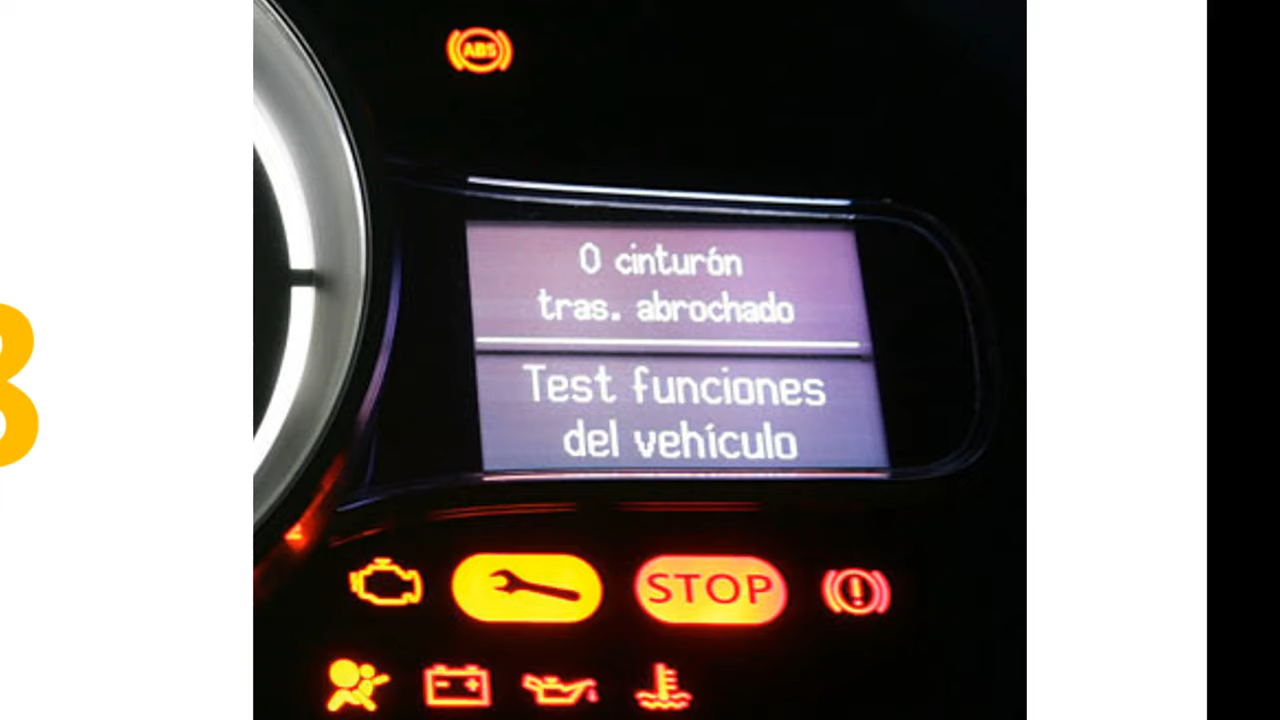 ABS
0 cinturón
tras. abrochado
Test funciones
del vehículo
STOP